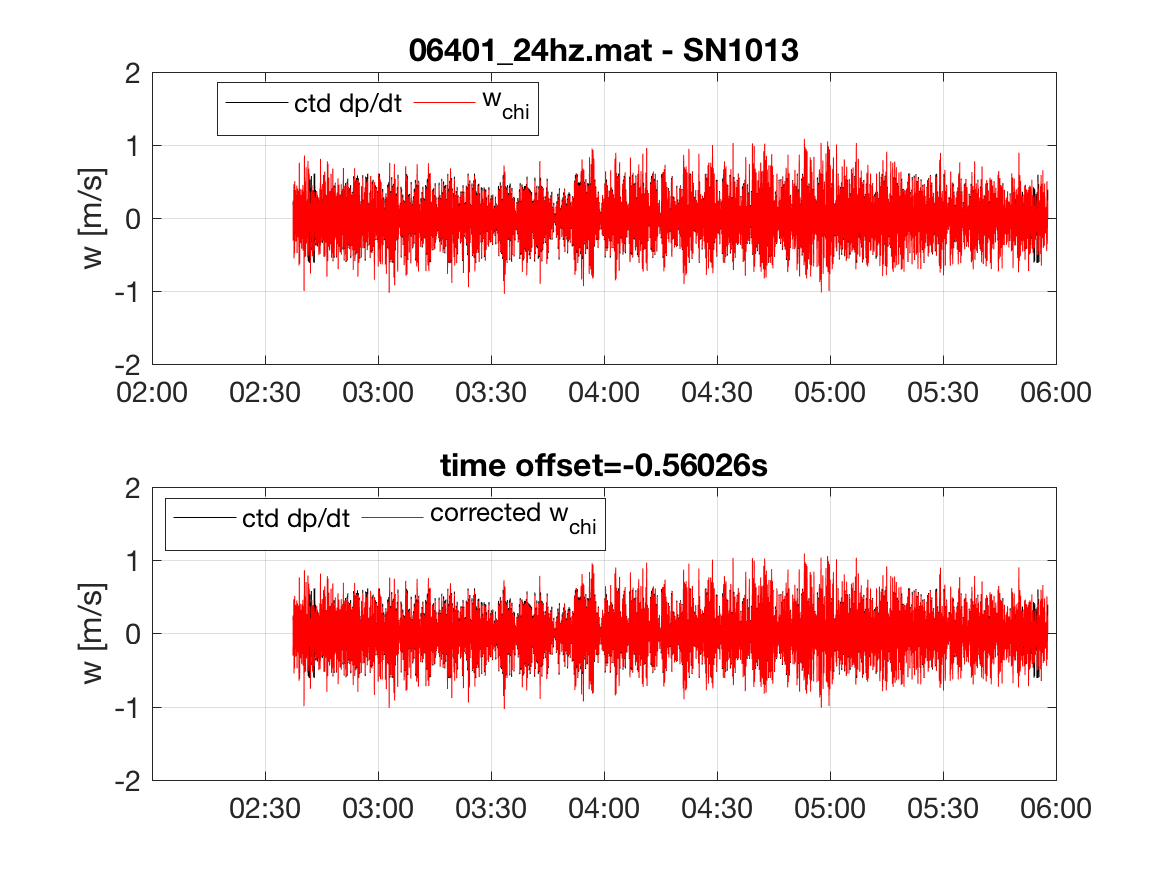 06401_24hz.mat - SN1013
2
ctd dp/dt w_chi
1
w [m/s]
0
-1
-2
02:00 02:30 03:00 03:30 04:00 04:30 05:00 05:30 06:00
time offset=-0.56026s
2
ctd dp/dt corrected w_chi
1
w [m/s]
0
-1
-2
02:30 03:00 03:30 04:00 04:30 05:00 05:30 06:00